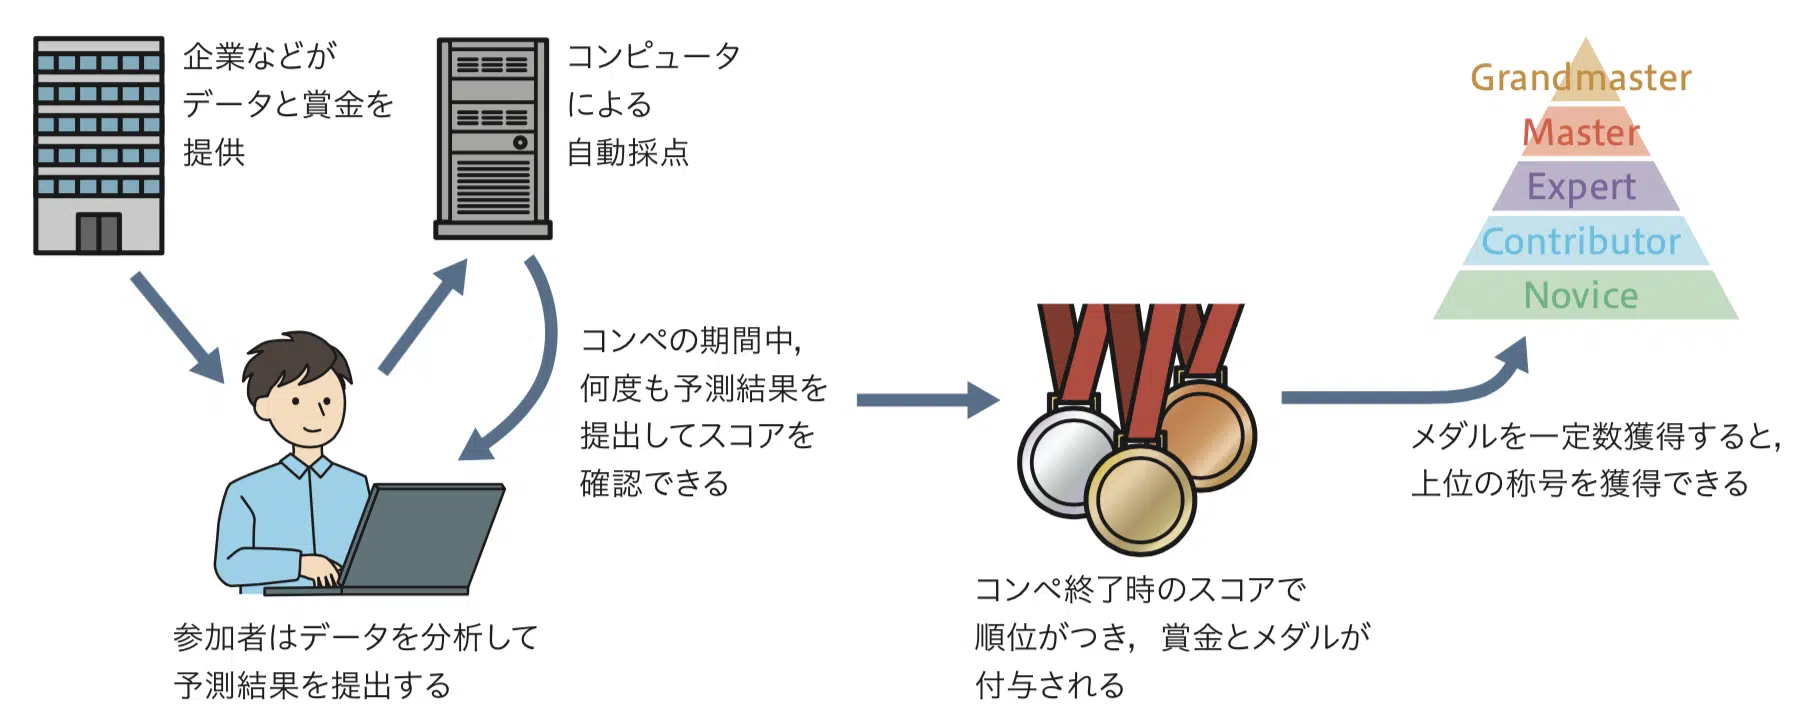 企業などが
データと賞金を
提供
コンピュータ
による
自動採点
参加者はデータを分析して
予測結果を提出する
コンペの期間中，
何度も予測結果を
提出してスコアを
確認できる
コンペ終了時のスコアで
順位がつき，賞金とメダルが
付与される
Grandmaster
Master
Expert
Contributor
Novice
メダルを一定数獲得すると，
上位の称号を獲得できる